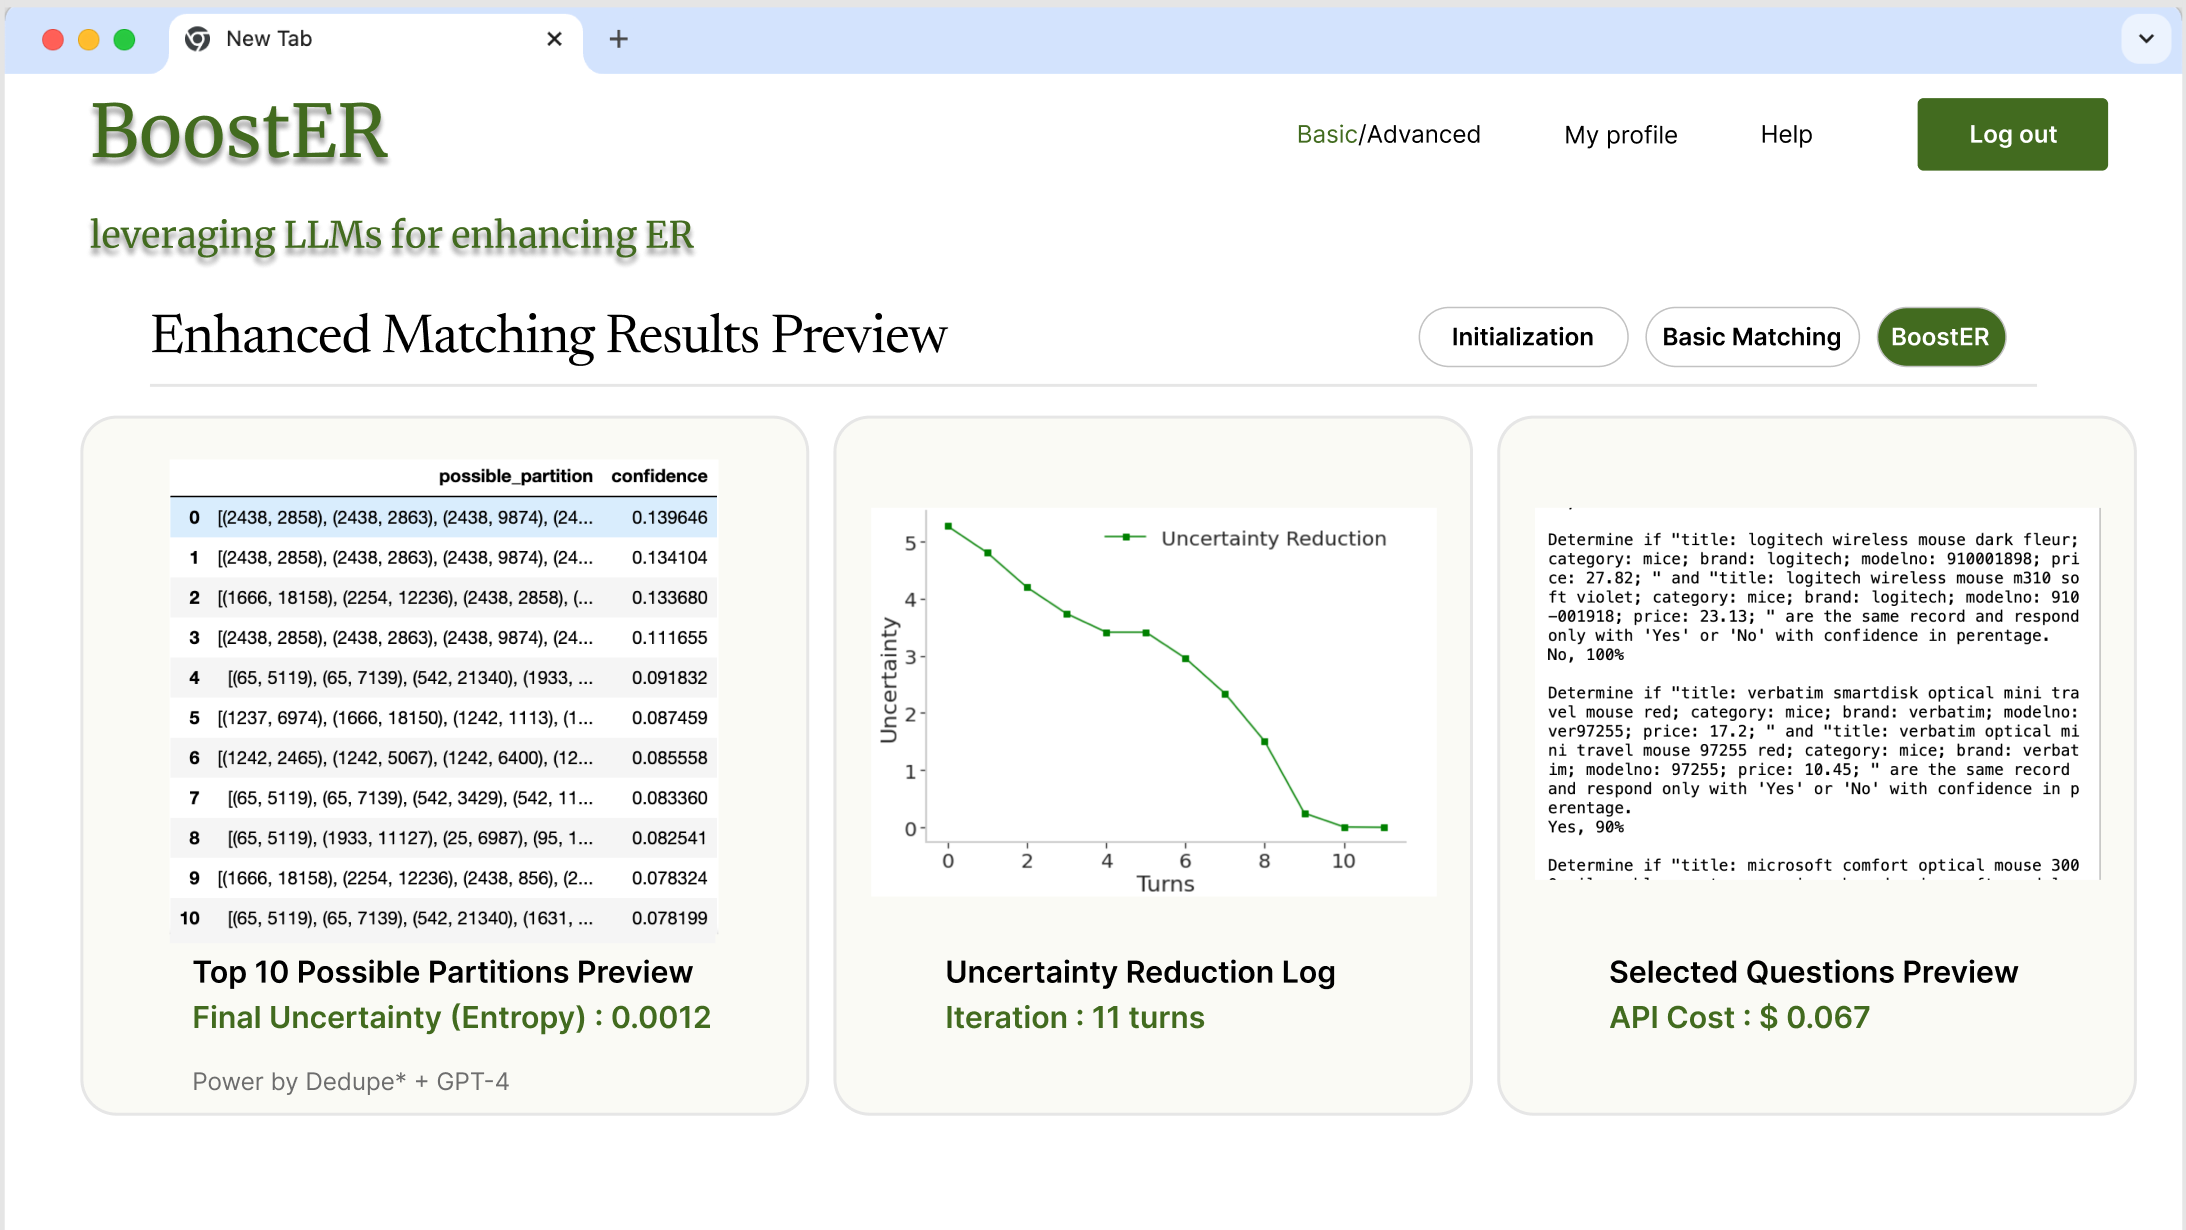 New Tab
BoostER
Basic/Advanced
My profile
Help
Log out
leveraging LLMs for enhancing ER
Enhanced Matching Results Preview
Initialization
Basic Matching
BoostER
possible_partition confidence
0 [(2438, 2858), (2438, 2863), (2438, 9874), (24... 0.139646
1 [(2438, 2858), (2438, 2863), (2438, 9874), (24... 0.134104
2 [(1666, 18158), (2254, 12236), (2438, 2858), (... 0.133680
3 [(2438, 2858), (2438, 2863), (2438, 9874), (24... 0.111655
4 [(65, 5119), (65, 7139), (542, 21340), (1933, ... 0.091832
5 [(1237, 6974), (1666, 18150), (1242, 1113), (1... 0.087459
6 [(1242, 2465), (1242, 5067), (1242, 6400), (12... 0.085558
7 [(65, 5119), (65, 7139), (542, 3429), (542, 11... 0.083360
8 [(65, 5119), (1933, 11127), (25, 6987), (95, 1... 0.082541
9 [(1666, 18158), (2254, 12236), (2438, 856), (2... 0.078324
10 [(65, 5119), (65, 7139), (542, 21340), (1631, ... 0.078199
Top 10 Possible Partitions Preview
Final Uncertainty (Entropy) : 0.0012
Power by Dedupe* + GPT-4
Uncertainty Reduction
5
4
3
2
1
0
Uncertainty
0 2 4 6 8 10
Turns
Uncertainty Reduction Log
Iteration : 11 turns
Determine if "title: logitech wireless mouse dark fleur;
category: mice; brand: logitech; modelno: 910001898; pri
ce: 27.82; " and "title: logitech wireless mouse m310 so
ft violet; category: mice; brand: logitech; modelno: 910
-001918; price: 23.13; " are the same record and respond
only with 'Yes' or 'No' with confidence in perentage.
No, 100%
Determine if "title: verbatim smartdisk optical mini tra
vel mouse red; category: mice; brand: verbatim; modelno:
ver97255; price: 17.2; " and "title: verbatim optical mi
ni travel mouse 97255 red; category: mice; brand: verbat
im; modelno: 97255; price: 10.45; " are the same record
and respond only with 'Yes' or 'No' with confidence in p
erentage.
Yes, 90%
Determine if "title: microsoft comfort optical mouse 300
Selected Questions Preview
API Cost : $ 0.067